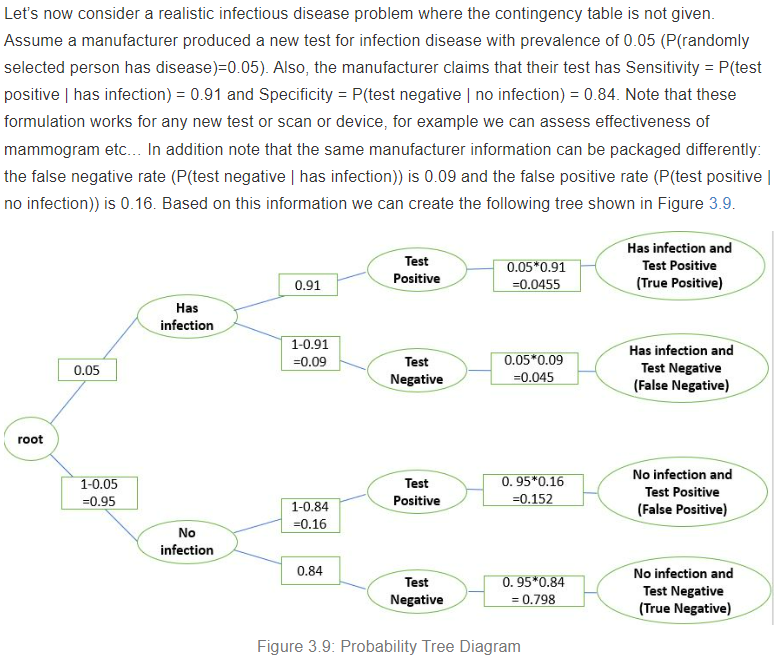 Let's now consider a realistic infectious disease problem where the contingency table is not given.
Assume a manufacturer produced a new test for infection disease with prevalence of 0.05 (P(randomly
selected person has disease)=0.05). Also, the manufacturer claims that their test has Sensitivity = P(test
positive | has infection) = 0.91 and Specificity = P(test negative | no infection) = 0.84. Note that these
formulation works for any new test or scan or device, for example we can assess effectiveness of
mammogram etc... In addition note that the same manufacturer information can be packaged differently:
the false negative rate (P(test negative | has infection)) is 0.09 and the false positive rate (P(test positive |
no infection)) is 0.16. Based on this information we can create the following tree shown in Figure 3.9.
root
0.05
1-0.05
=0.95
Has
infection
No
infection
0.91
1-0.91
=0.09
1-0.84
=0.16
0.84
Test
Positive
Test
Negative
Test
Positive
Test
Negative
0.05*0.91
=0.0455
0.05*0.09
=0.045
0. 95*0.16
=0.152
0. 95*0.84
= 0.798
Has infection and
Test Positive
(True Positive)
Has infection and
Test Negative
(False Negative)
No infection and
Test Positive
(False Positive)
No infection and
Test Negative
(True Negative)
Figure 3.9: Probability Tree Diagram